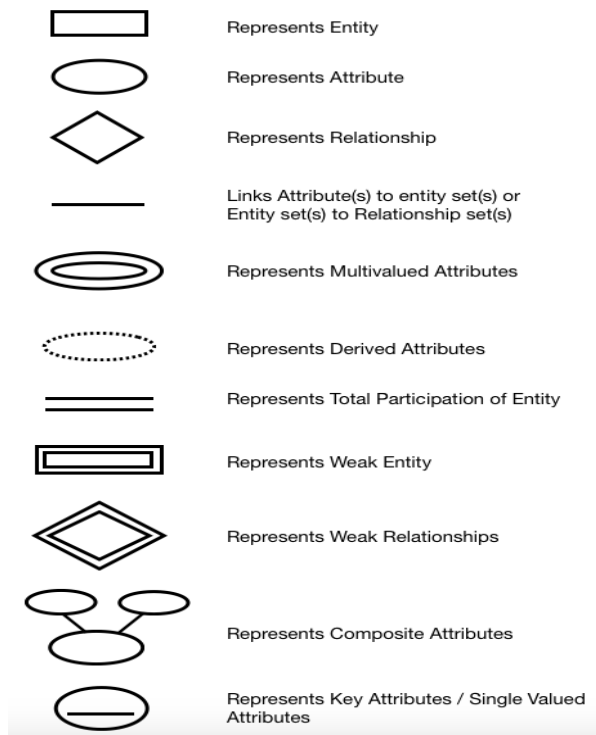 Represents Entity
Represents Attribute
Represents Relationship
Links Attribute(s) to entity set(s) or
Entity set(s) to Relationship set(s)
Represents Multivalued Attributes
Represents Derived Attributes
Represents Total Participation of Entity
Represents Weak Entity
Represents Weak Relationships
Represents Composite Attributes
Represents Key Attributes / Single Valued
Attributes